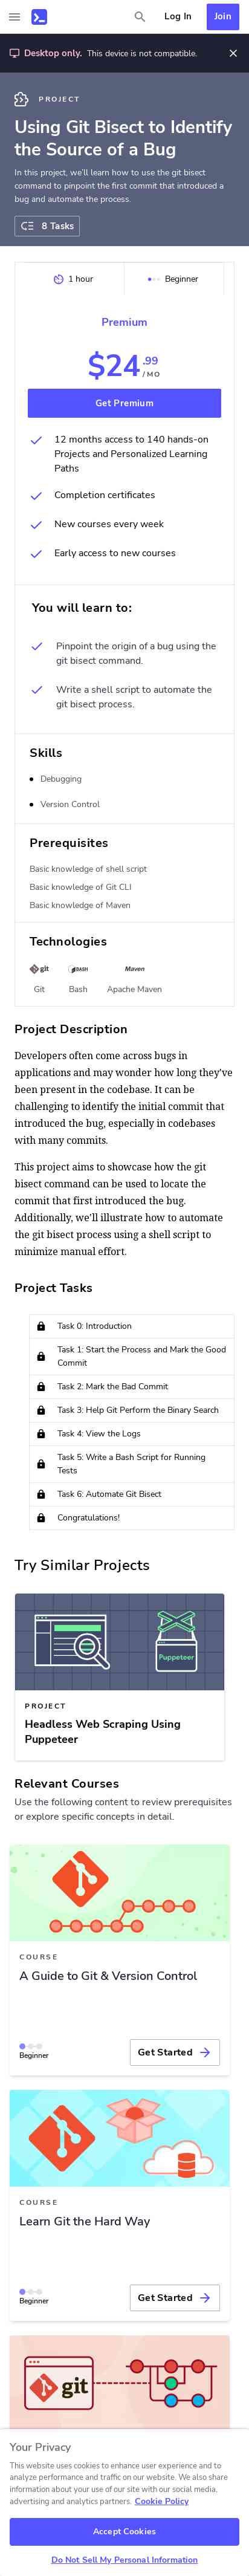 Log In
Join
Desktop only. This device is not compatible.
PROJECT
Using Git Bisect to Identify
the Source of a Bug
In this project, we'll learn how to use the git bisect
command to pinpoint the first commit that introduced a
bug and automate the process.
8 Tasks
1 hour
Beginner
Premium
$24.99
/ MO
Get Premium
12 months access to 140 hands-on
Projects and Personalized Learning
Paths
Completion certificates
New courses every week
Early access to new courses
You will learn to:
Pinpoint the origin of a bug using the
git bisect command.
Write a shell script to automate the
git bisect process.
Skills
Debugging
Version Control
Prerequisites
Basic knowledge of shell script
Basic knowledge of Git CLI
Basic knowledge of Maven
Technologies
git
BASH
Maven
Git
Bash
Apache Maven
Project Description
Developers often come across bugs in
applications and may wonder how long they've
been present in the codebase. It can be
challenging to identify the initial commit that
introduced the bug, especially in codebases
with many commits.
This project aims to showcase how the git
bisect command can be used to locate the
commit that first introduced the bug.
Additionally, we'll illustrate how to automate
the git bisect process using a shell script to
minimize manual effort.
Project Tasks
Task 0: Introduction
Task 1: Start the Process and Mark the Good
Commit
Task 2: Mark the Bad Commit
Task 3: Help Git Perform the Binary Search
Task 4: View the Logs
Task 5: Write a Bash Script for Running
Tests
Task 6: Automate Git Bisect
Congratulations!
Try Similar Projects
Puppeteer
PROJECT
Headless Web Scraping Using
Puppeteer
Relevant Courses
Use the following content to review prerequisites
or explore specific concepts in detail.
COURSE
A Guide to Git & Version Control
Beginner
Get Started
COURSE
Learn Git the Hard Way
Beginner
Get Started
git
Your Privacy
This website uses cookies to enhance user experience and to
analyze performance and traffic on our website. We also share
information about your use of our site with our social media,
advertising and analytics partners. Cookie Policy
Accept Cookies
Do Not Sell My Personal Information